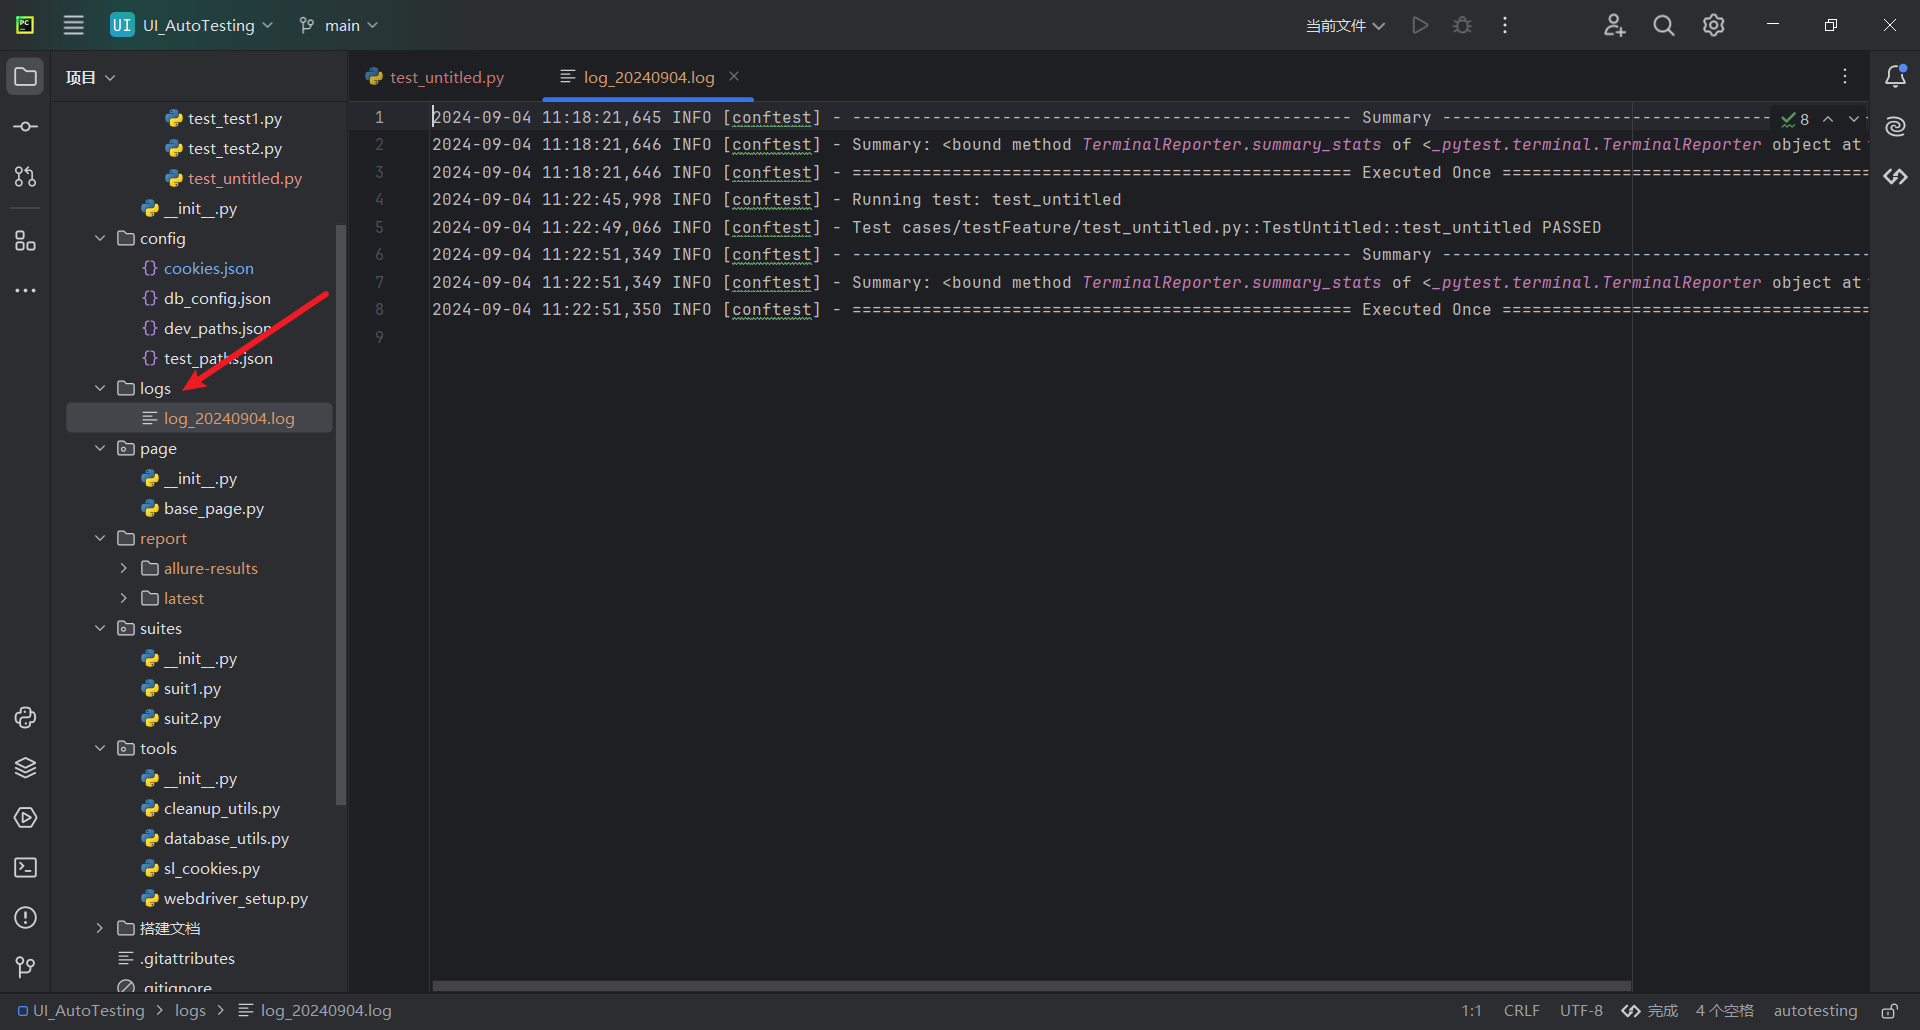 UI UI_AutoTesting main 当前文件
项目
test_untitled.py log_20240904.log
test_test1.py
test_test2.py
test_untitled.py
__init__.py
config
cookies.json
db_config.json
dev_paths.json
test_paths.json
logs
log_20240904.log
page
__init__.py
base_page.py
report
allure-results
latest
suites
__init__.py
suit1.py
suit2.py
tools
__init__.py
cleanup_utils.py
database_utils.py
sl_cookies.py
webdriver_setup.py
搭建文档
.gitattributes
.gitignore
8
1 2024-09-04 11:18:21,645 INFO [conftest] - -------------------------------------------------- Summary ---------------------------------
2 2024-09-04 11:18:21,646 INFO [conftest] - Summary: <bound method TerminalReporter.summary_stats of <_pytest.terminal.TerminalReporter object at
3 2024-09-04 11:18:21,646 INFO [conftest] - ================================================== Executed Once =====================================
4 2024-09-04 11:22:45,998 INFO [conftest] - Running test: test_untitled
5 2024-09-04 11:22:49,066 INFO [conftest] - Test cases/testFeature/test_untitled.py::TestUntitled::test_untitled PASSED
6 2024-09-04 11:22:51,349 INFO [conftest] - -------------------------------------------------- Summary -------------------------------------------
7 2024-09-04 11:22:51,349 INFO [conftest] - Summary: <bound method TerminalReporter.summary_stats of <_pytest.terminal.TerminalReporter object at
8 2024-09-04 11:22:51,350 INFO [conftest] - ================================================== Executed Once =====================================
9
UI_AutoTesting logs log_20240904.log 1:1 CRLF UTF-8 完成 4 个空格 autotesting